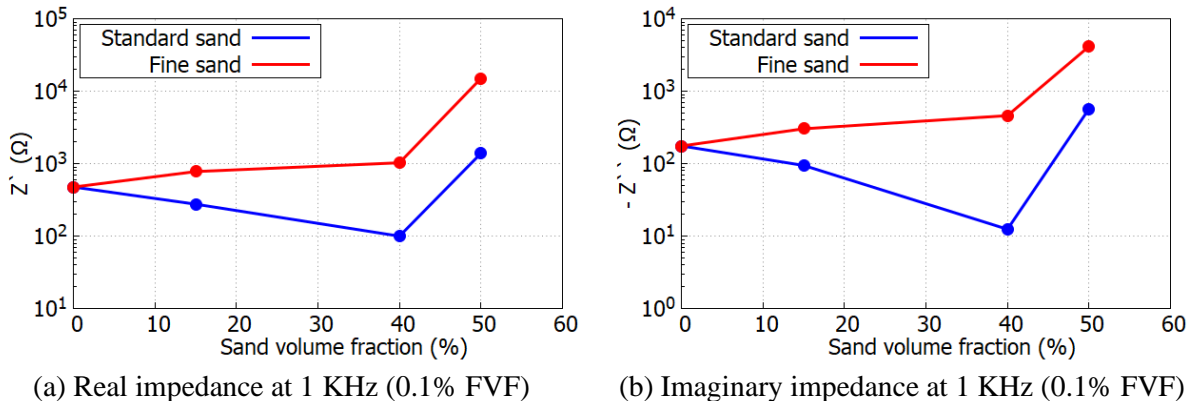 Standard sand
Fine sand
10^5
10^4
10^3
10^2
10^1
Z` (Ω)
0 10 20 30 40 50 60
Sand volume fraction (%)
(a) Real impedance at 1 KHz (0.1% FVF)
Standard sand
Fine sand
10^4
10^3
10^2
10^1
10^0
- Z`` (Ω)
0 10 20 30 40 50 60
Sand volume fraction (%)
(b) Imaginary impedance at 1 KHz (0.1% FVF)